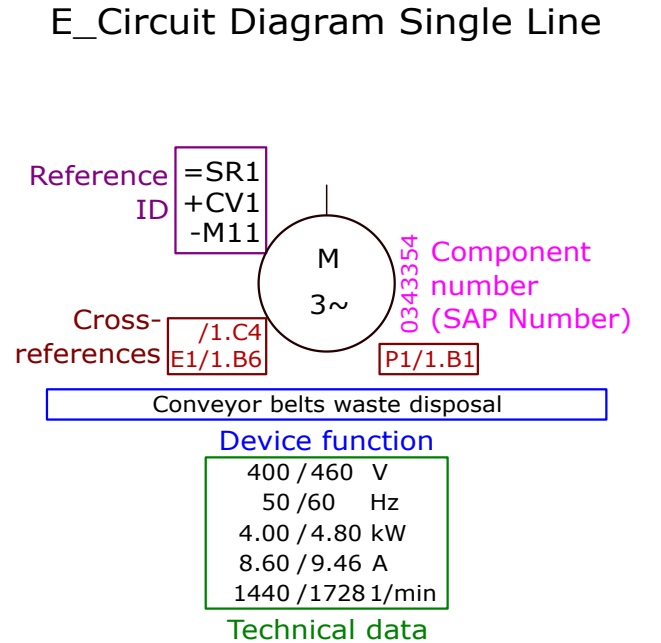 E_Circuit Diagram Single Line
Reference
ID
=SR1
+CV1
-M11
M
3~
0343354
Component
number
(SAP Number)
Cross-
references
/1.C4
E1/1.B6
P1/1.B1
Conveyor belts waste disposal
Device function
400 / 460 V
50 /60 Hz
4.00 / 4.80 kW
8.60 / 9.46 A
1440 /1728 1/min
Technical data